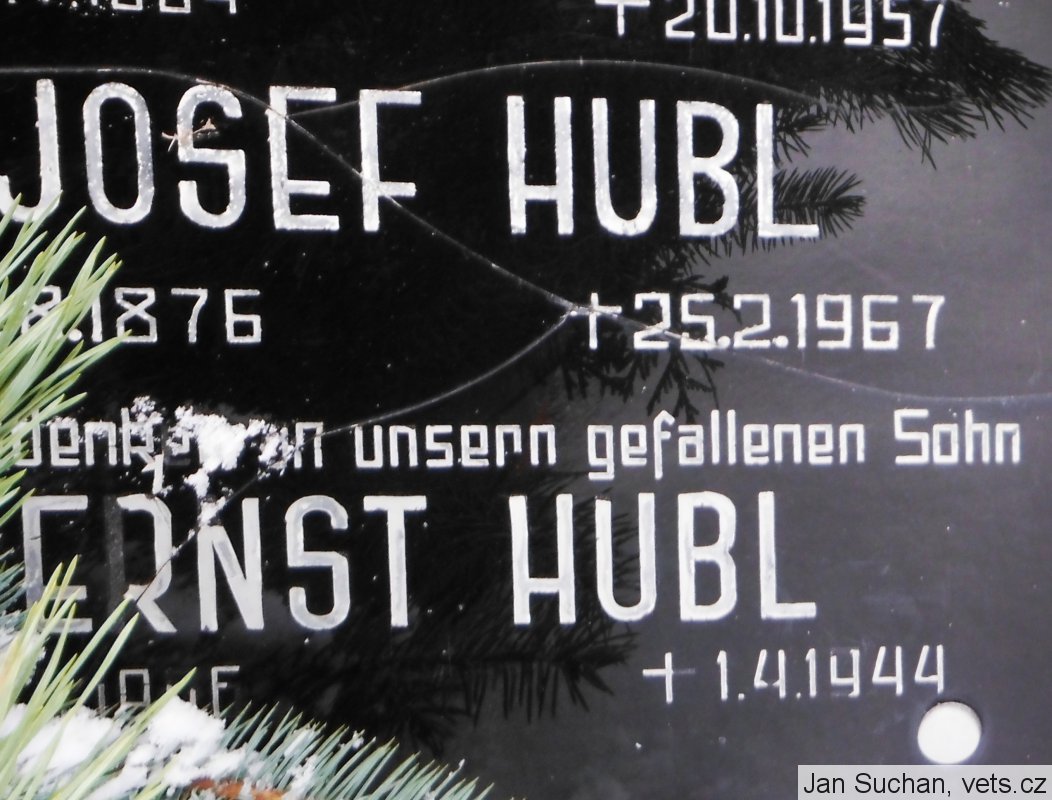 †20.10.1957
JOSEF HUBL
8.1876 †25.2.1967
unsern gefallenen Sohn
ERNST HUBL
† 1.4.1944
Jan Suchan, vets.cz